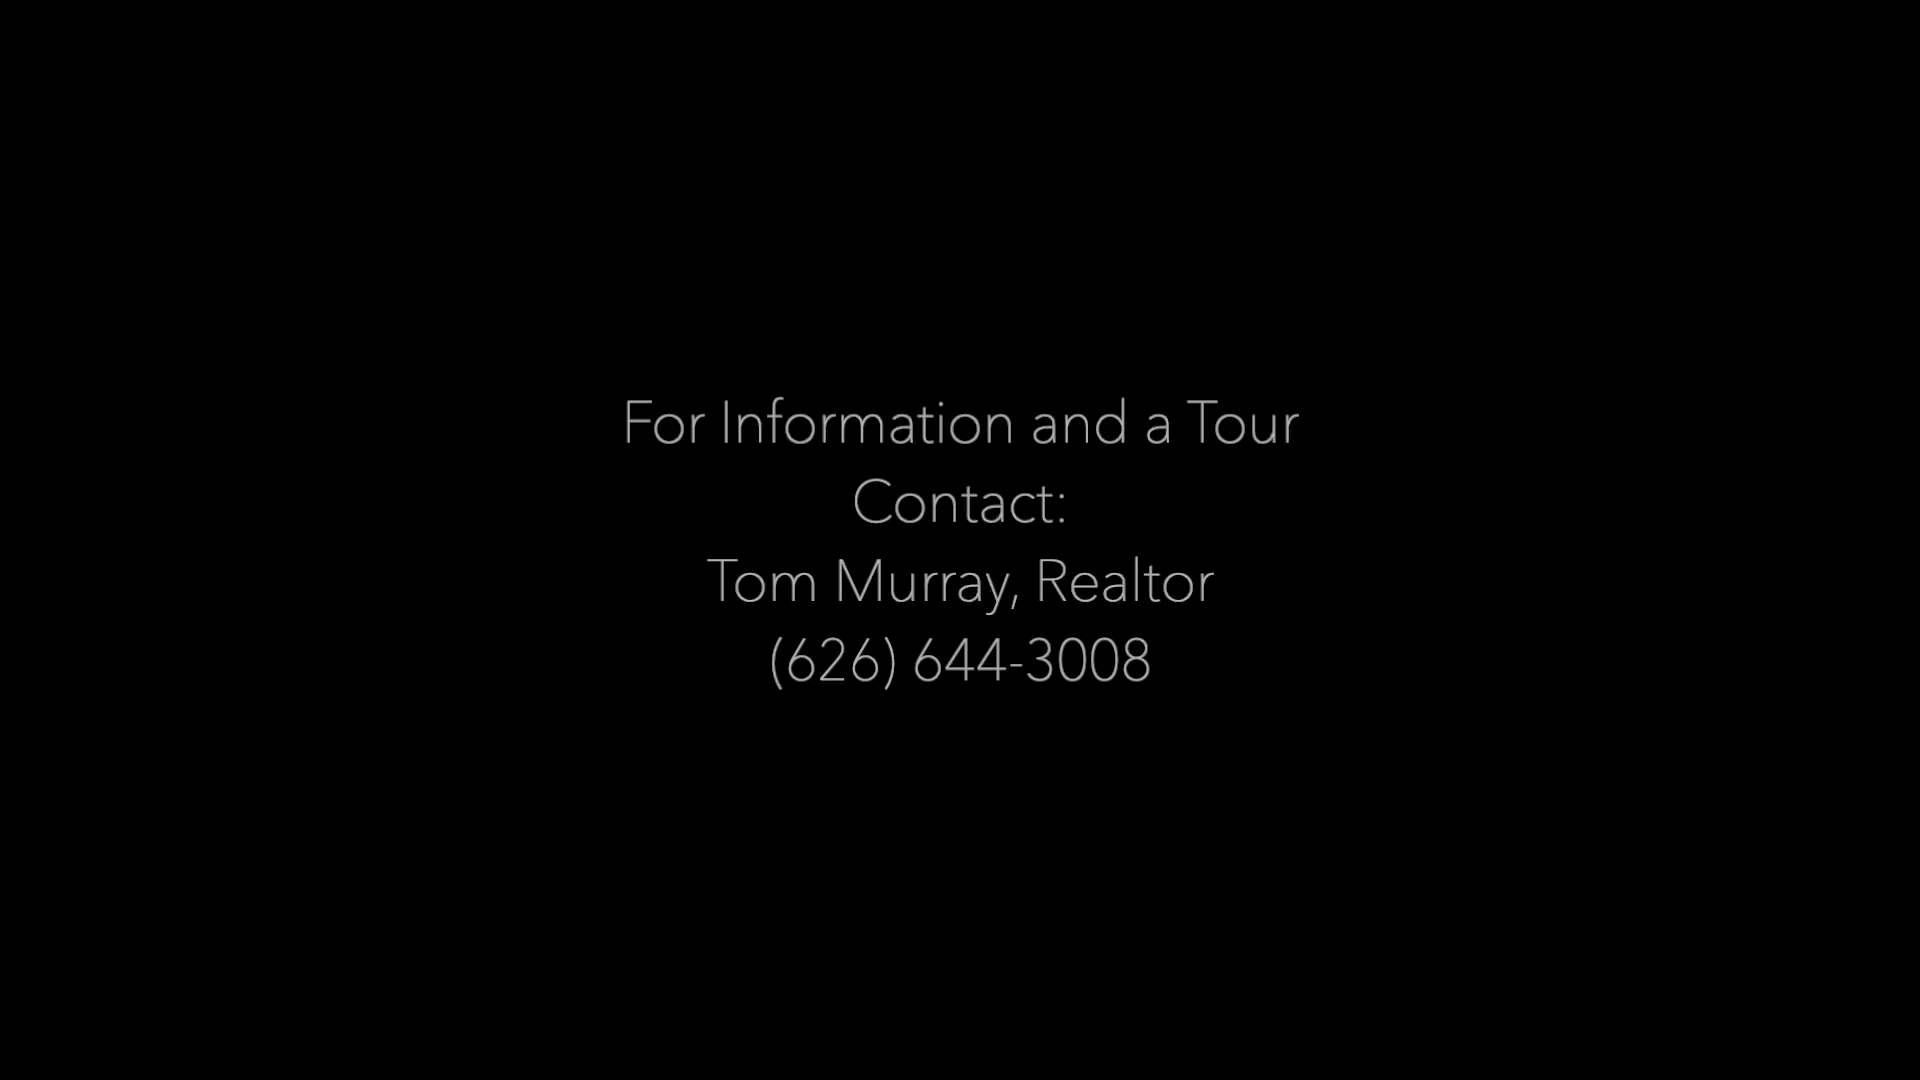 For Information and a Tour
Contact:
Tom Murray, Realtor
(626) 644-3008